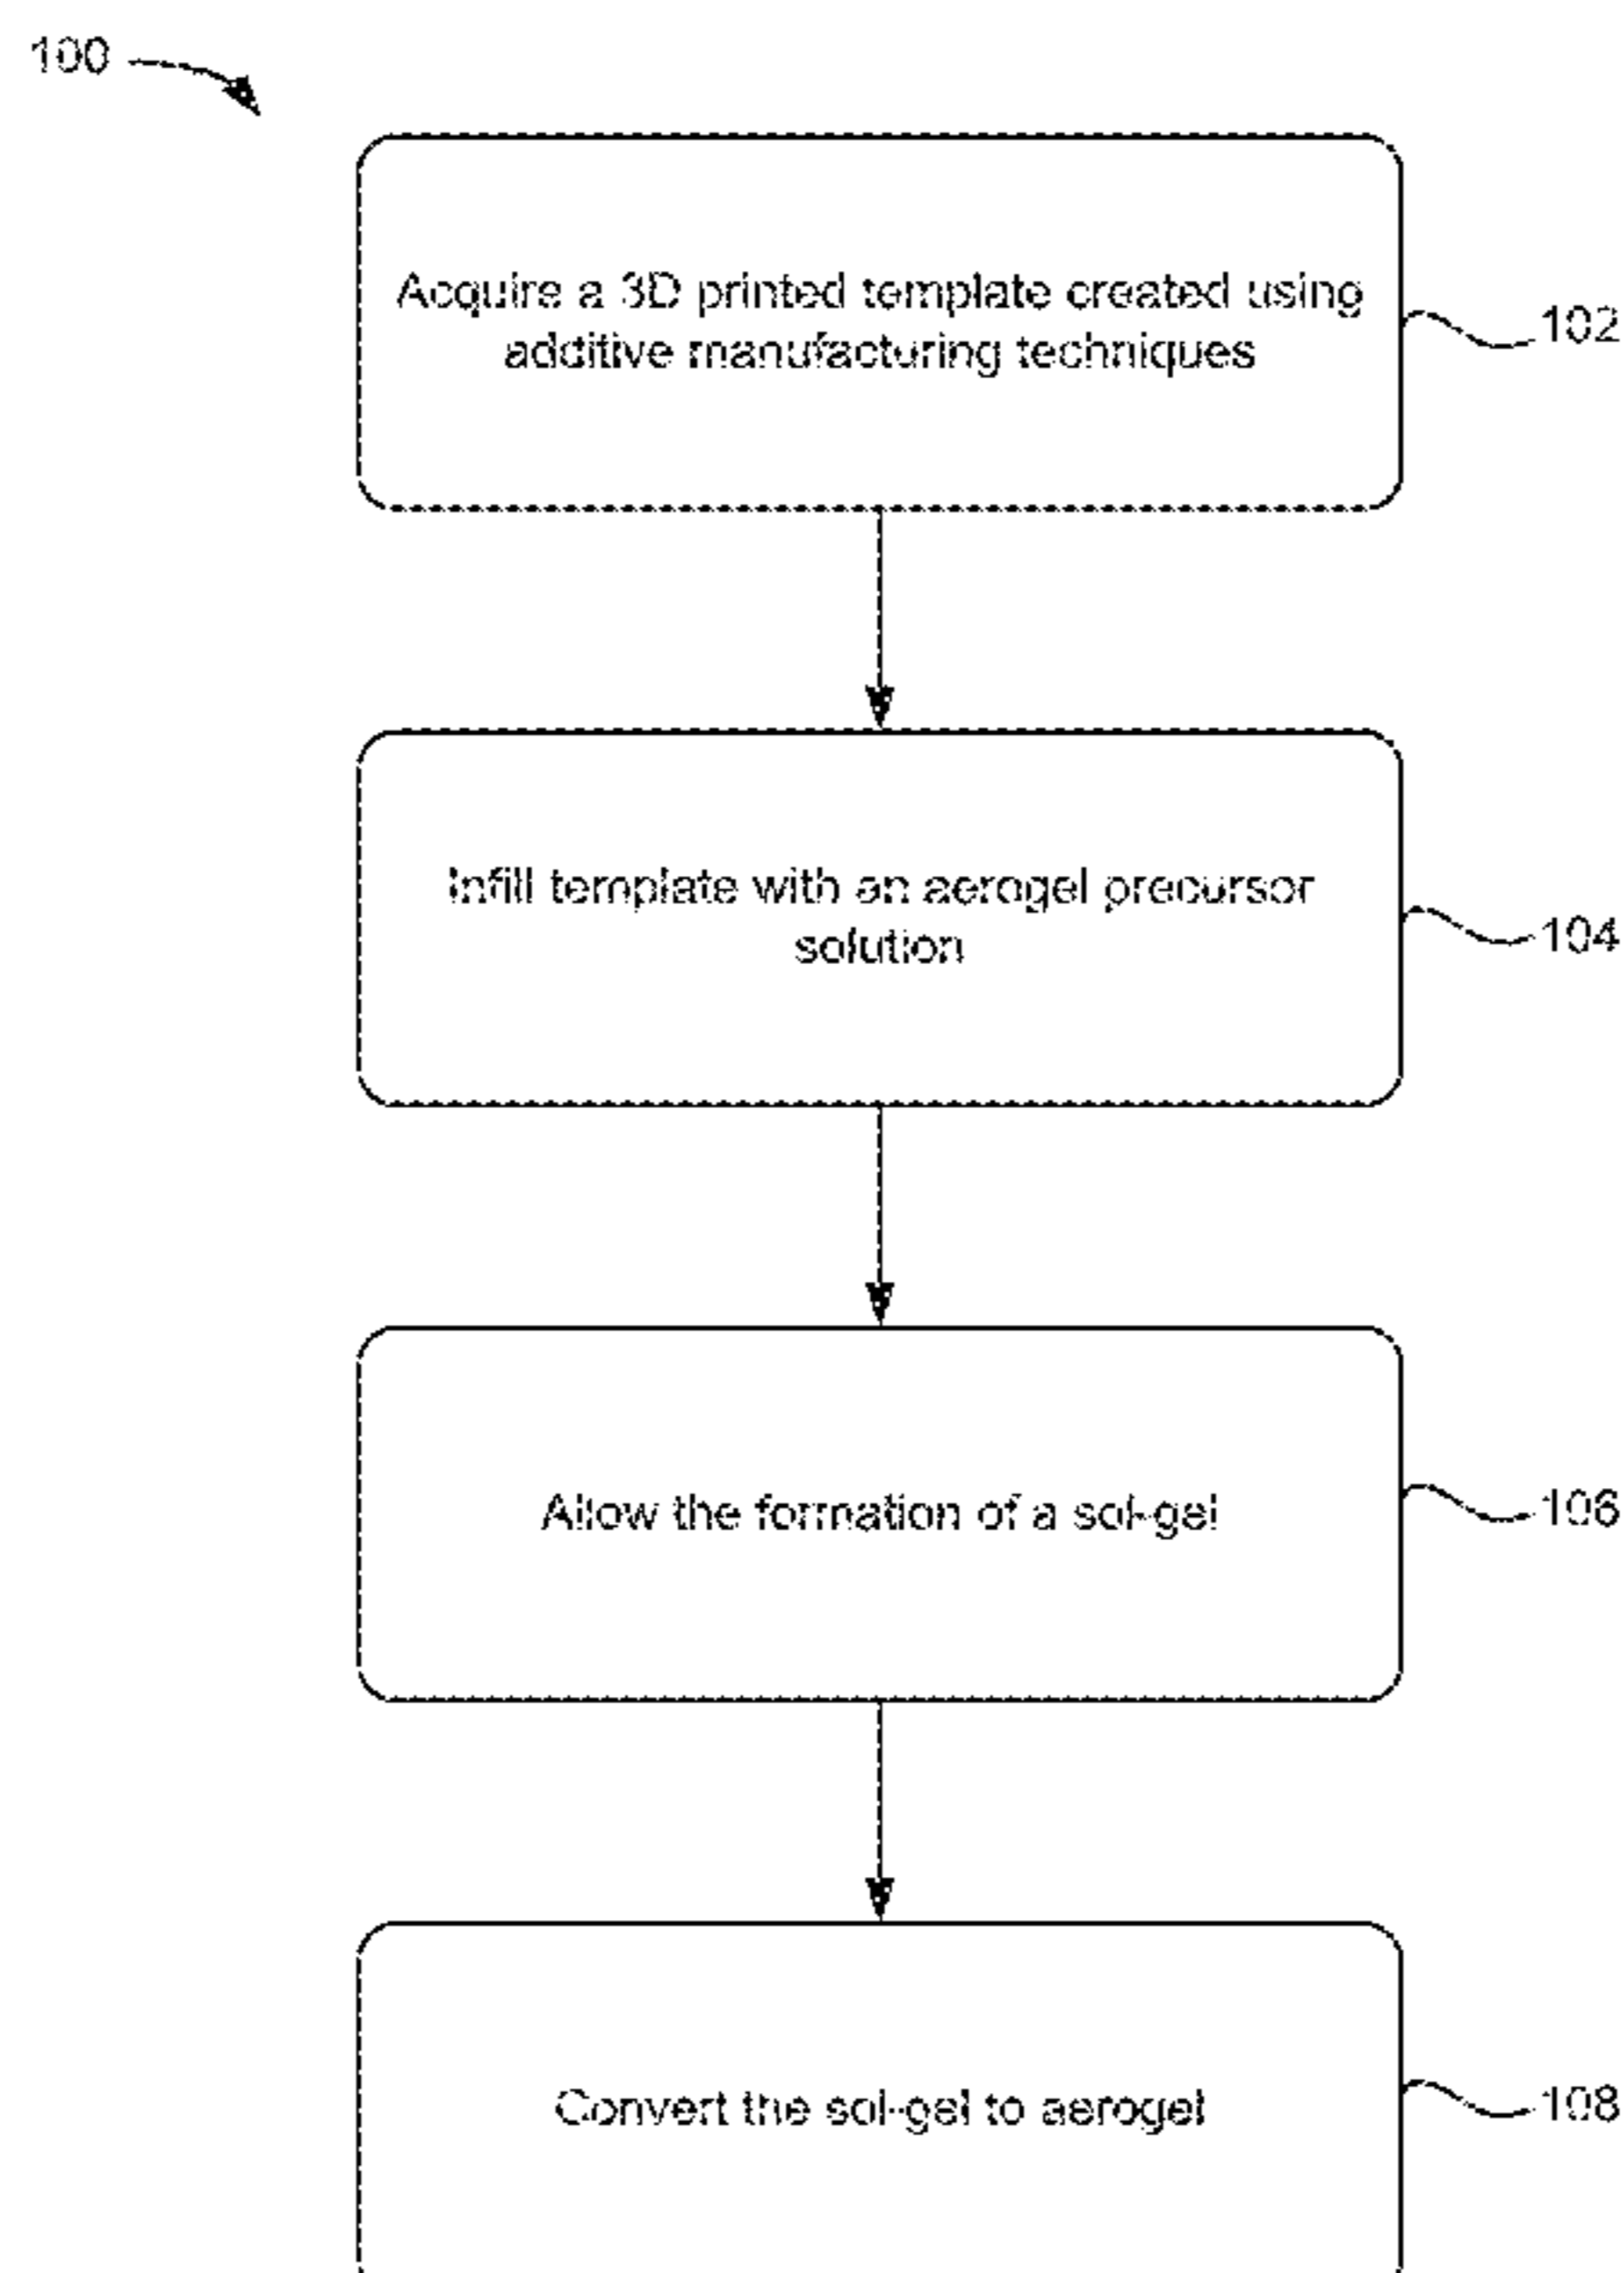 100
Acquire a 3D printed template created using
additive manufacturing techniques
102
Infill template with an aerogel precursor
solution
104
Allow the formation of a sol-gel
106
Convert the sol-gel to aerogel
108